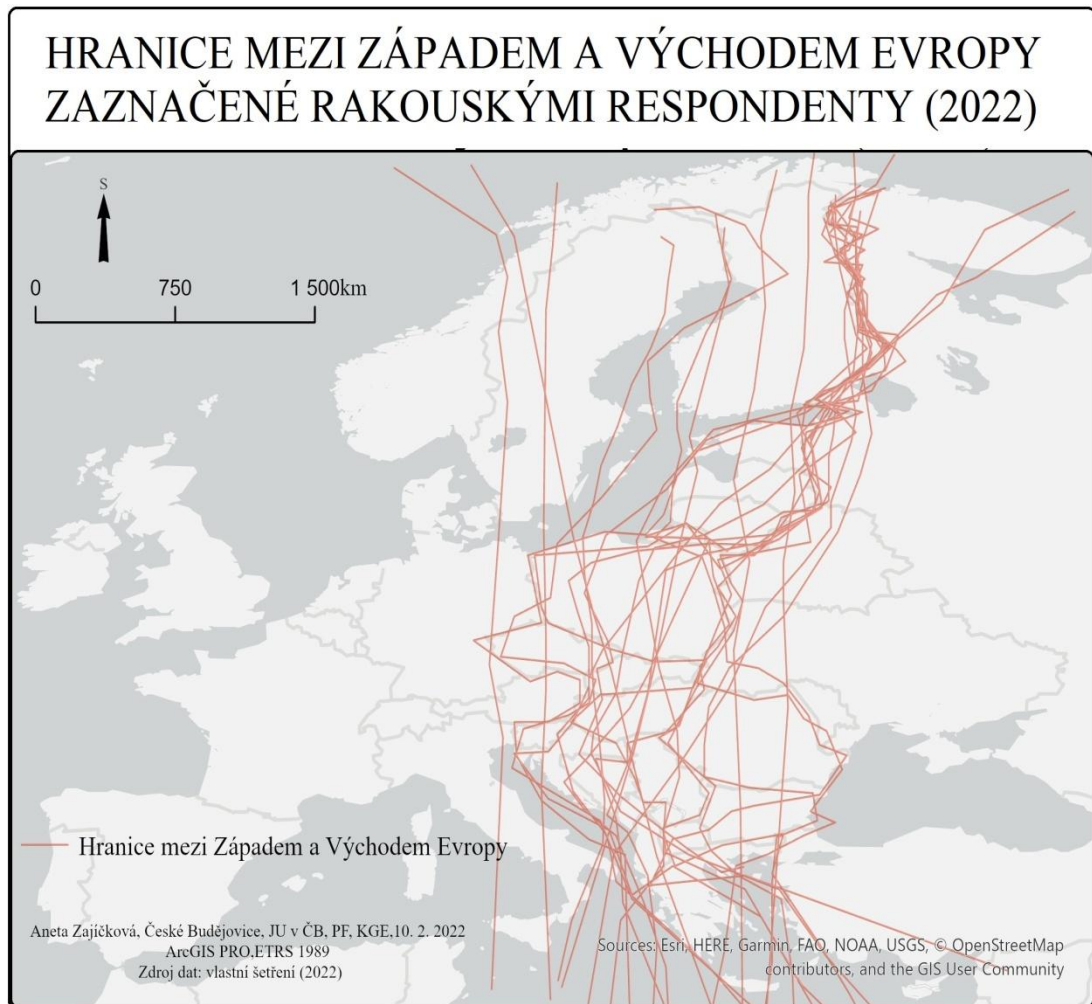 HRANICE MEZI ZÁPADEM A VÝCHODEM EVROPY
ZAZNAČENÉ RAKOUSKÝMI RESPONDENTY (2022)
S
0 750 1 500km
Hranice mezi Západem a Východem Evropy
Aneta Zajíčková, České Budějovice, JU v ČB, PF, KGE,10. 2. 2022
ArcGIS PRO,ETRS 1989
Zdroj dat: vlastní šetření (2022)
Sources: Esri, HERE, Garmin, FAO, NOAA, USGS, © OpenStreetMap
contributors, and the GIS User Community